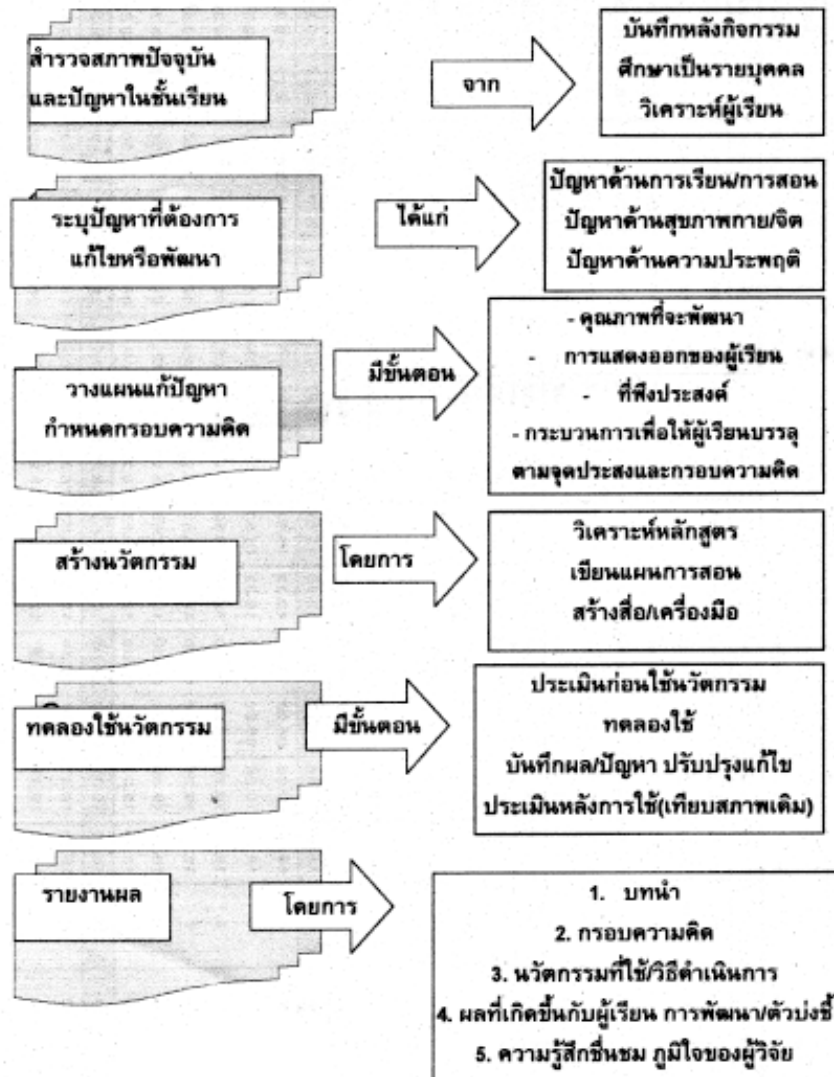 สำรวจสภาพปัจจุบัน
และปัญหาในชั้นเรียน
จาก
บันทึกหลังกิจกรรม
ศึกษาเป็นรายบุคคล
วิเคราะห์ผู้เรียน
ระบุปัญหาที่ต้องการ
แก้ไขหรือพัฒนา
ได้แก่
ปัญหาด้านการเรียน/การสอน
ปัญหาด้านสุขภาพกาย/จิต
ปัญหาด้านความประพฤติ
วางแผนแก้ปัญหา
กำหนดกรอบความคิด
มีขั้นตอน
- คุณภาพที่จะพัฒนา
- การแสดงออกของผู้เรียน
- ที่พึงประสงค์
- กระบวนการเพื่อให้ผู้เรียนบรรลุ
ตามจุดประสงและกรอบความคิด
สร้างนวัตกรรม
โดยการ
วิเคราะห์หลักสูตร
เขียนแผนการสอน
สร้างสื่อ/เครื่องมือ
ทดลองใช้นวัตกรรม
มีขั้นตอน
ประเมินก่อนใช้นวัตกรรม
ทดลองใช้
บันทึกผล/ปัญหา ปรับปรุงแก้ไข
ประเมินหลังการใช้(เทียบสภาพเดิม)
รายงานผล
โดยการ
1. บทนำ
2. กรอบความคิด
3. นวัตกรรมที่ใช้/วิธีดำเนินการ
4. ผลที่เกิดขึ้นกับผู้เรียน การพัฒนา/ตัวบ่งชี้
5. ความรู้สึกชื่นชม ภูมิใจของผู้วิจัย